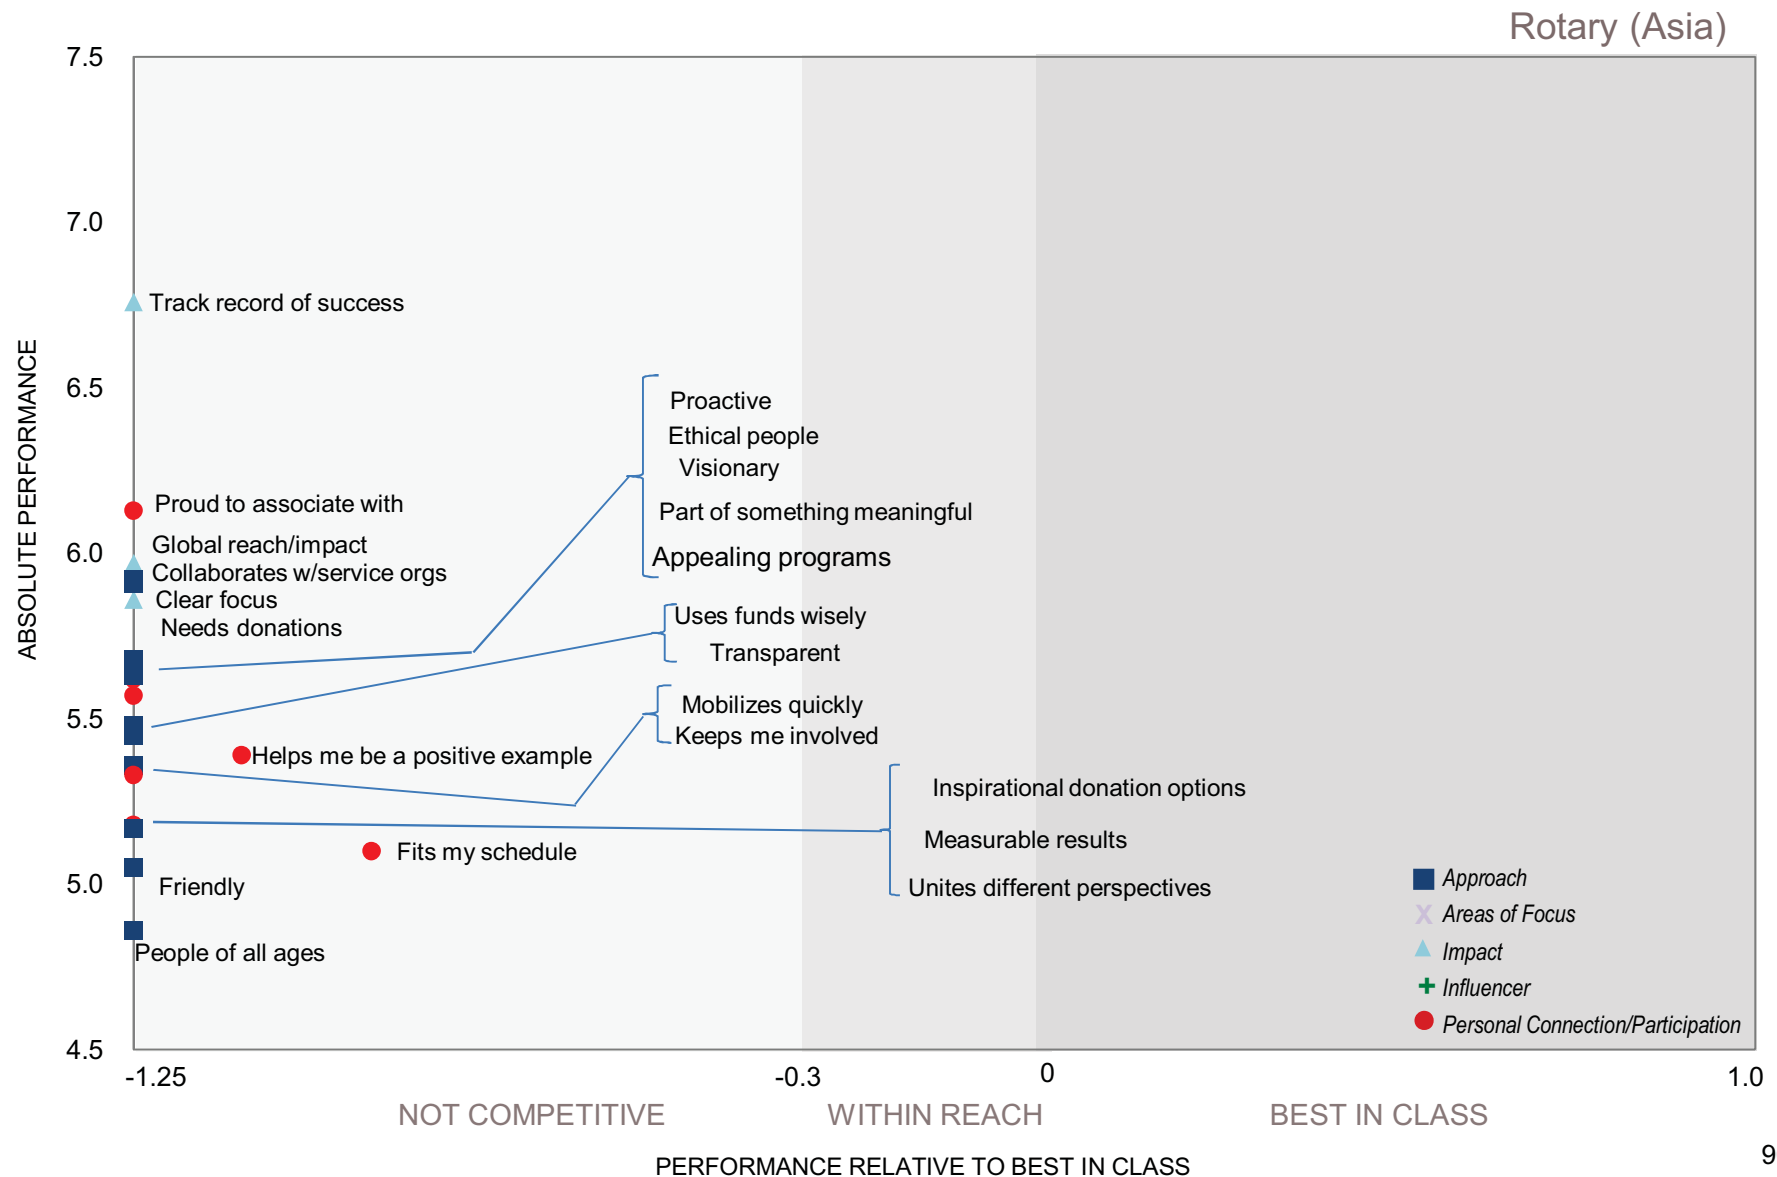 Rotary (Asia)
7.5
7.0
6.5
6.0
5.5
5.0
4.5
ABSOLUTE PERFORMANCE
Track record of success
Proud to associate with
Global reach/impact
Collaborates w/service orgs
Clear focus
Needs donations
Proactive
Ethical people
Visionary
Part of something meaningful
Appealing programs
Uses funds wisely
Transparent
Mobilizes quickly
Keeps me involved
Helps me be a positive example
Inspirational donation options
Measurable results
Unites different perspectives
Fits my schedule
Friendly
People of all ages
Approach
X Areas of Focus
Impact
+ Influencer
Personal Connection/Participation
-1.25
-0.3
0
1.0
NOT COMPETITIVE
WITHIN REACH
BEST IN CLASS
PERFORMANCE RELATIVE TO BEST IN CLASS
9